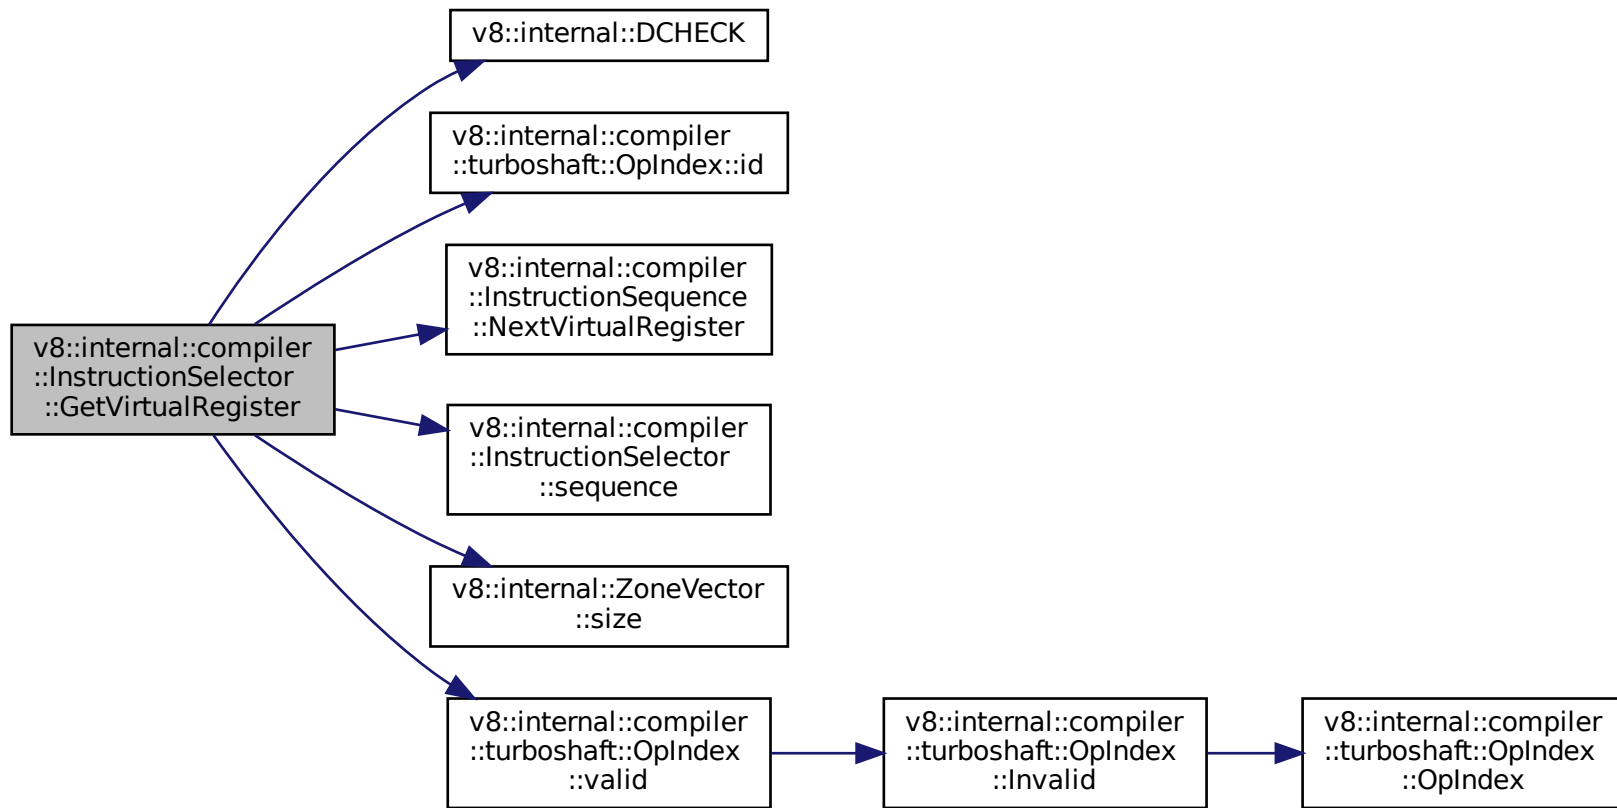 v8::internal::DCHECK
v8::internal::compiler
::turboshaft::OpIndex::id
v8::internal::compiler
::InstructionSequence
::NextVirtualRegister
v8::internal::compiler
::InstructionSelector
::GetVirtualRegister
v8::internal::compiler
::InstructionSelector
::sequence
v8::internal::ZoneVector
::size
v8::internal::compiler
::turboshaft::OpIndex
::valid
v8::internal::compiler
::turboshaft::OpIndex
::Invalid
v8::internal::compiler
::turboshaft::OpIndex
::OpIndex